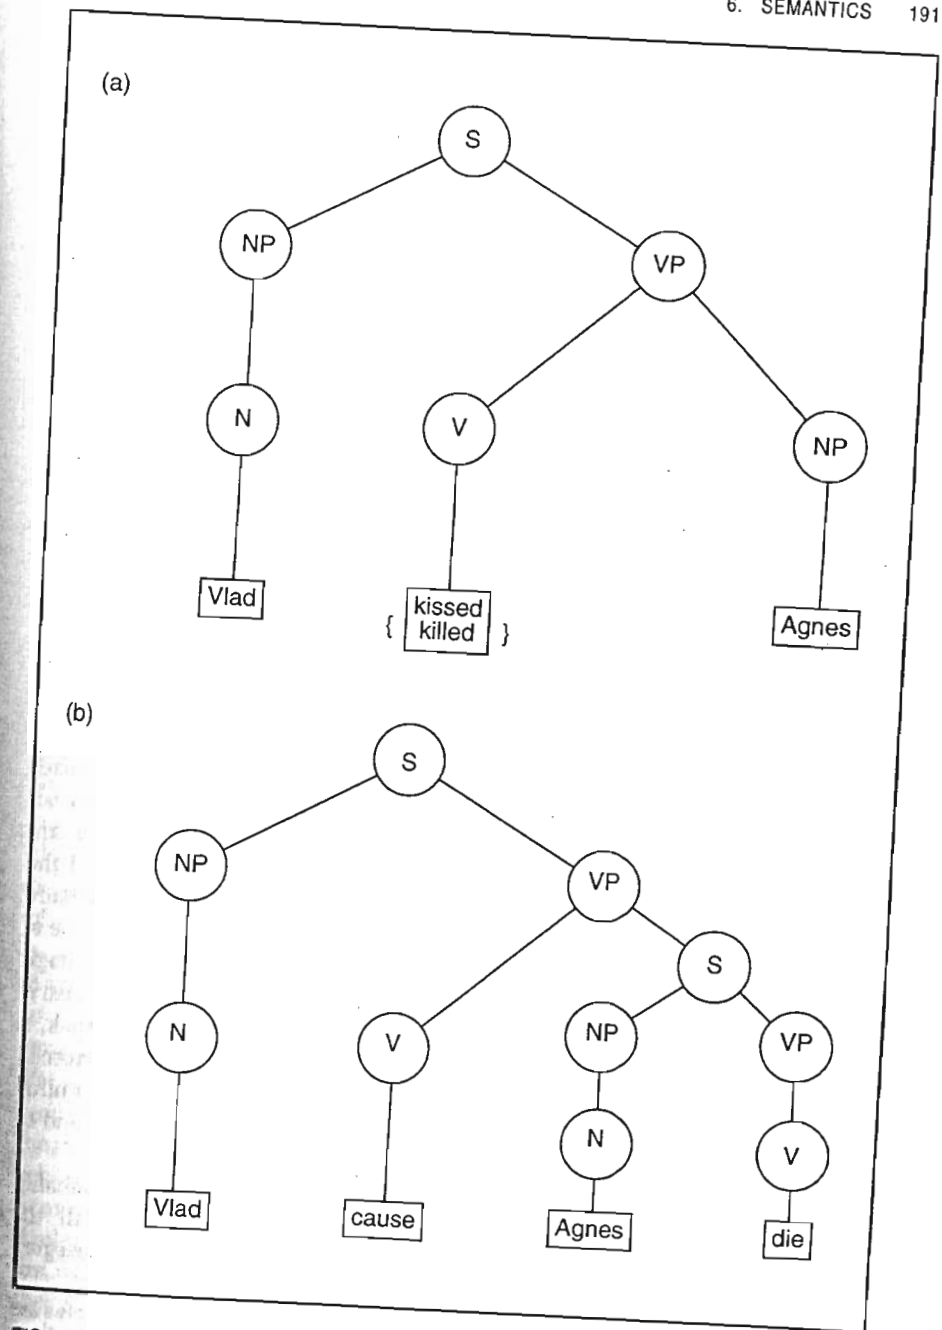 6. SEMANTICS 191
(a)
S
NP
VP
N
V
NP
Vlad
{ kissed
killed }
Agnes
(b)
S
NP
VP
S
N
V
NP
VP
N
V
Vlad
cause
Agnes
die